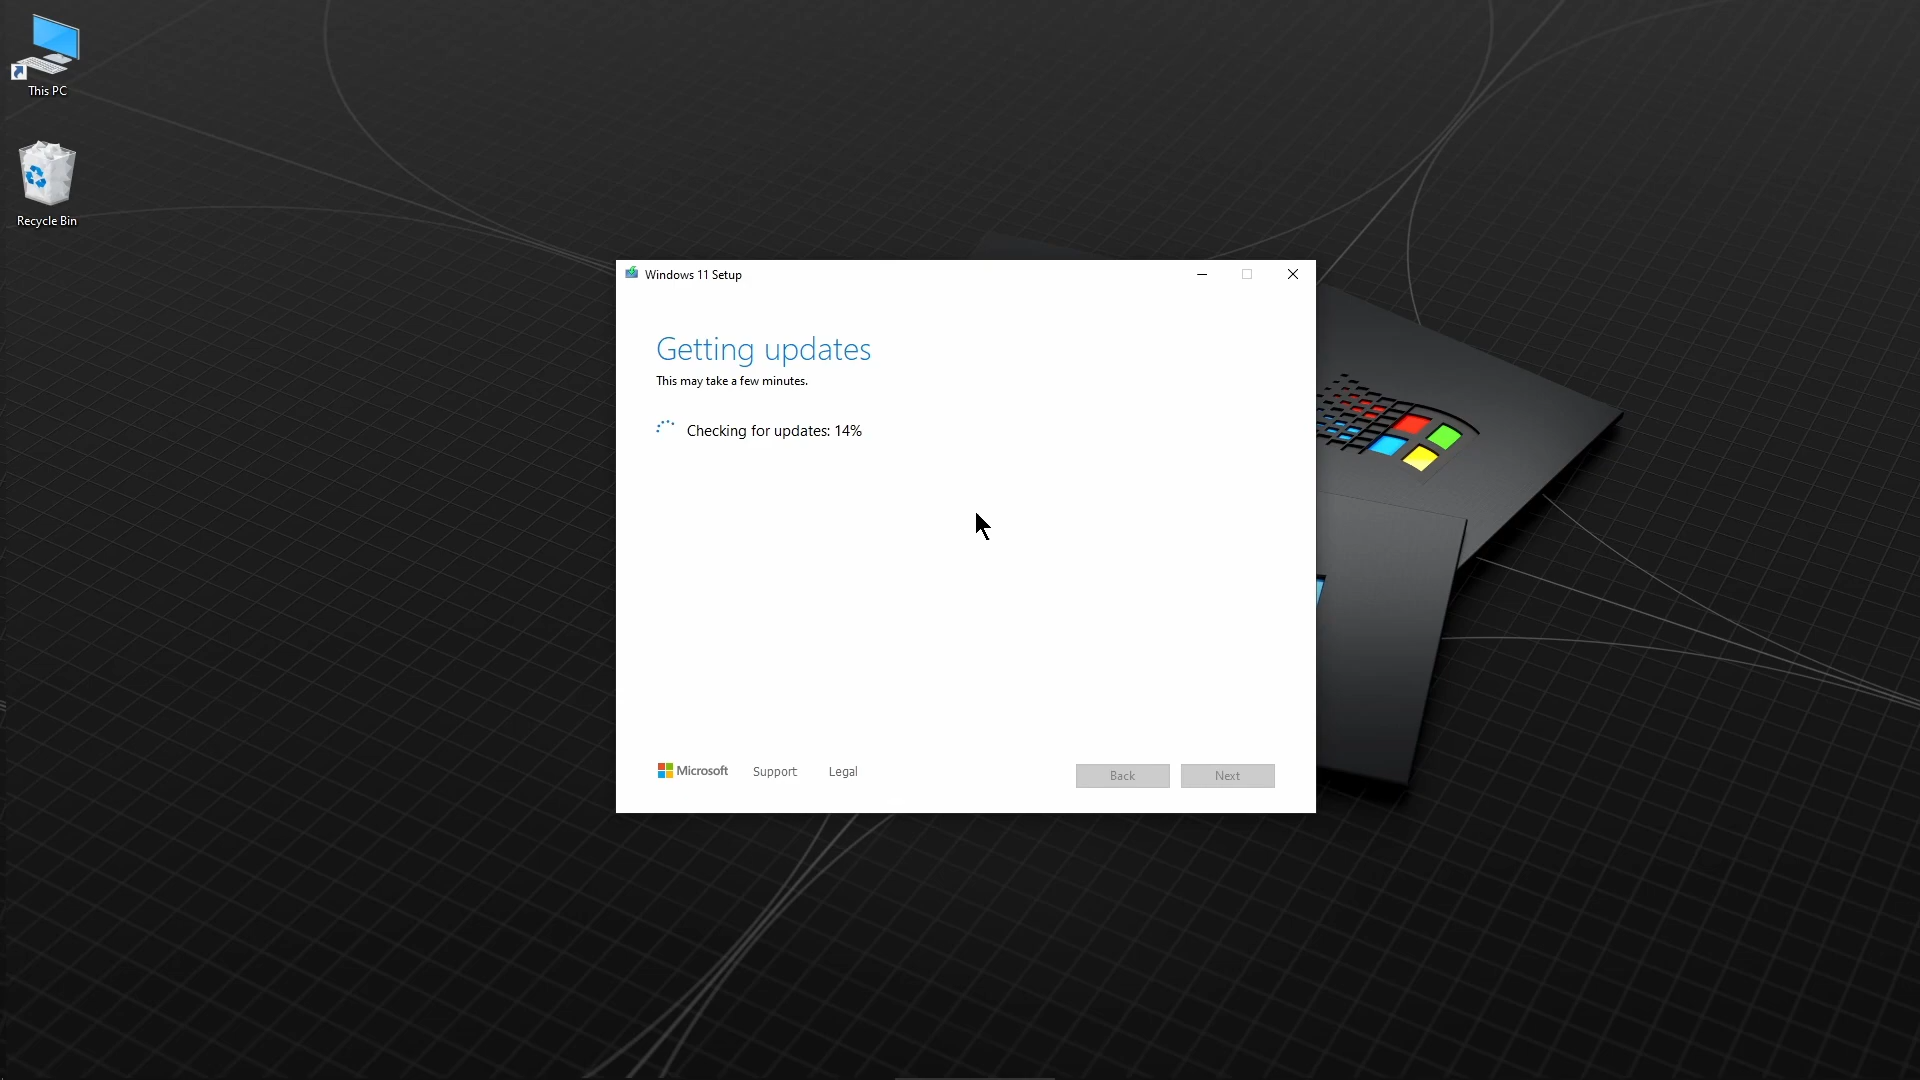 This PC
Recycle Bin
Windows 11 Setup
Getting updates
This may take a few minutes.
Checking for updates: 14%
Microsoft
Support
Legal
Back
Next